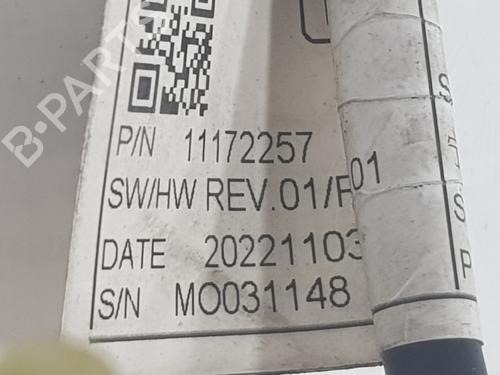 B-PARTS
P/N 11172257
SW/HW REV.01/F01
DATE 20221103
S/N MO031148
S
S
P